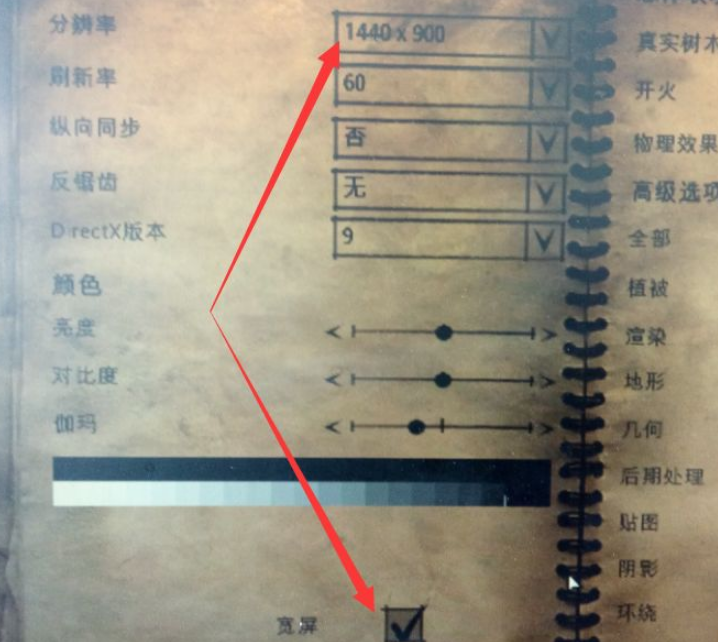 分辨率
1440 x 900
刷新率
60
纵向同步
否
反锯齿
无
D rectX版本
9
颜色
亮度
对比度
伽玛
宽屏
真实树木
开火
物理效果
高级选项
全部
植被
渲染
地形
几何
后期处理
贴图
阴影
环绕